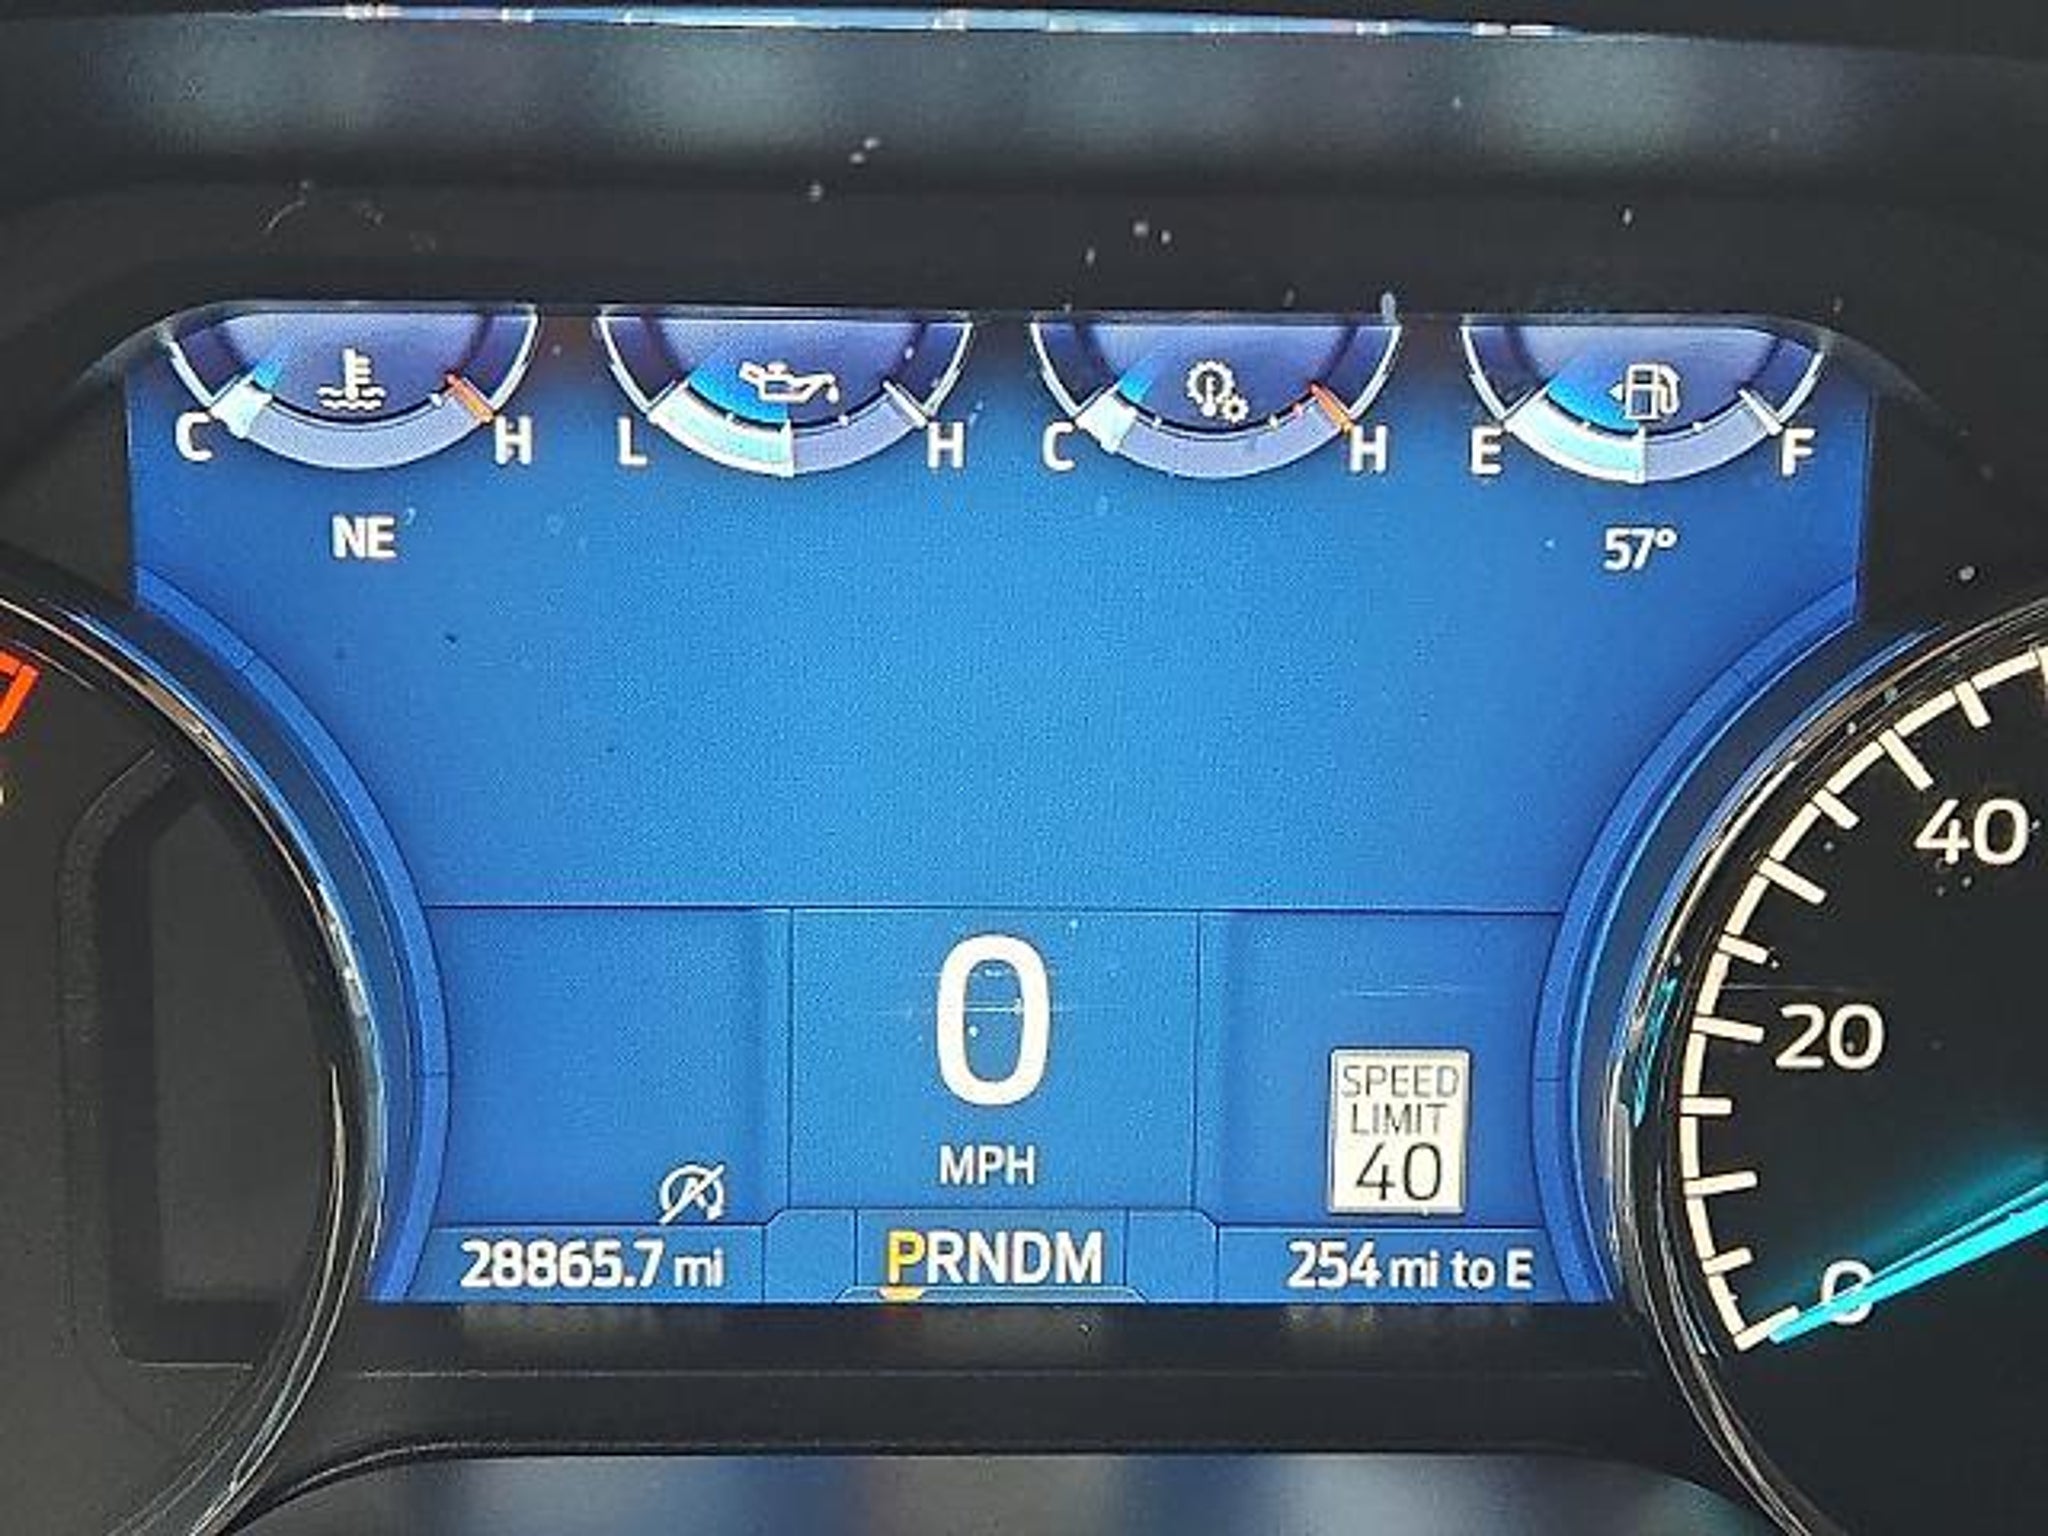 C H L H C H E F
NE 57°
0
MPH
SPEED
LIMIT
40
28865.7 mi PRNDM 254 mi to E
40
20
0